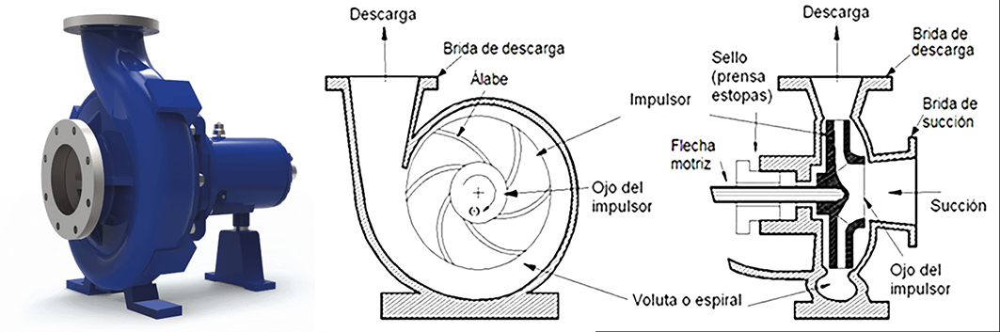 Descarga
Brida de descarga
Álabe
Impulsor
Ojo del
impulsor
ω
Voluta o espiral
Descarga
Brida de
descarga
Sello
(prensa
estopas)
Brida de
succión
Flecha
motriz
Succión
Ojo del
impulsor